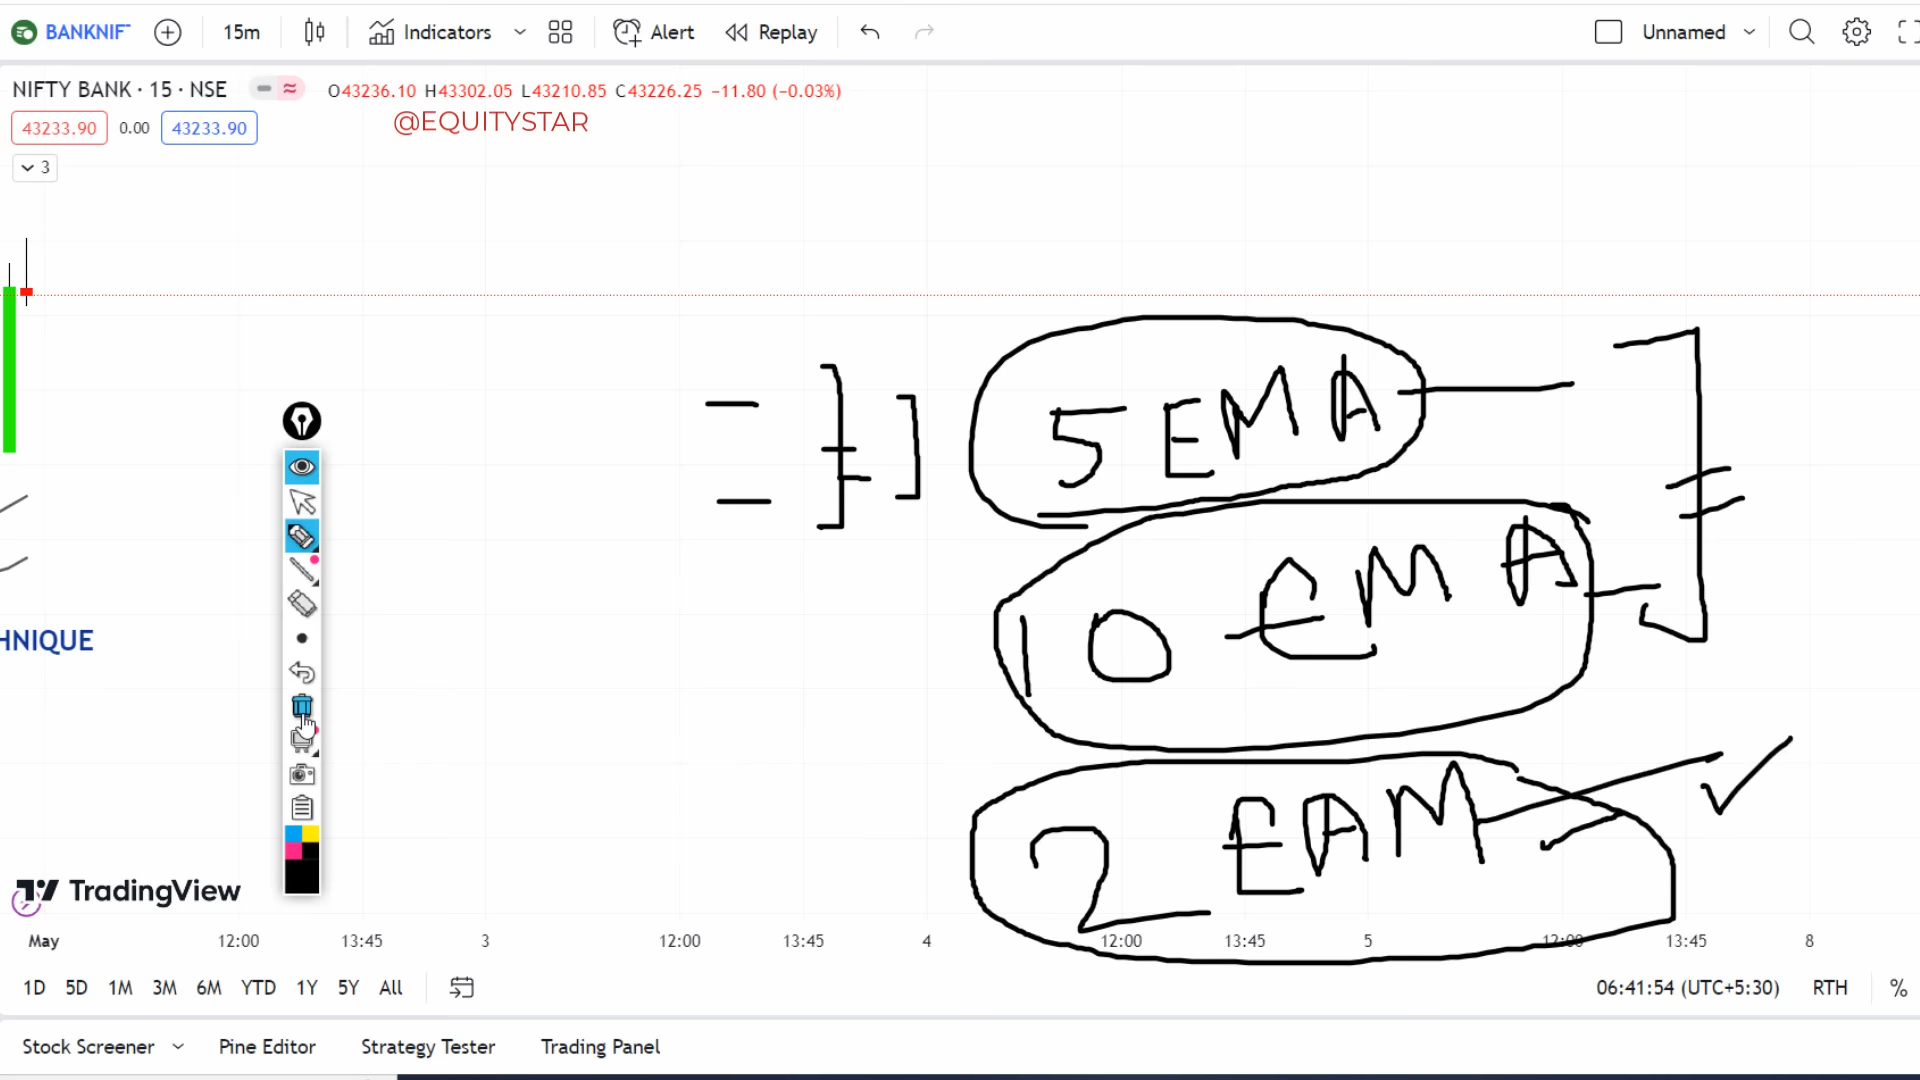 BANKNIF 15m Indicators Alert Replay Unnamed
NIFTY BANK · 15 · NSE O43236.10 H43302.05 L43210.85 C43226.25 −11.80 (−0.03%)
@EQUITYSTAR
43233.90 0.00 43233.90
3
5 EMA
10 EMA
HNIQUE
2 EAM
TradingView
May 12:00 13:45 3 12:00 13:45 4 12:00 13:45 5 12:00 13:45 8
1D 5D 1M 3M 6M YTD 1Y 5Y All 06:41:54 (UTC+5:30) RTH %
Stock Screener Pine Editor Strategy Tester Trading Panel